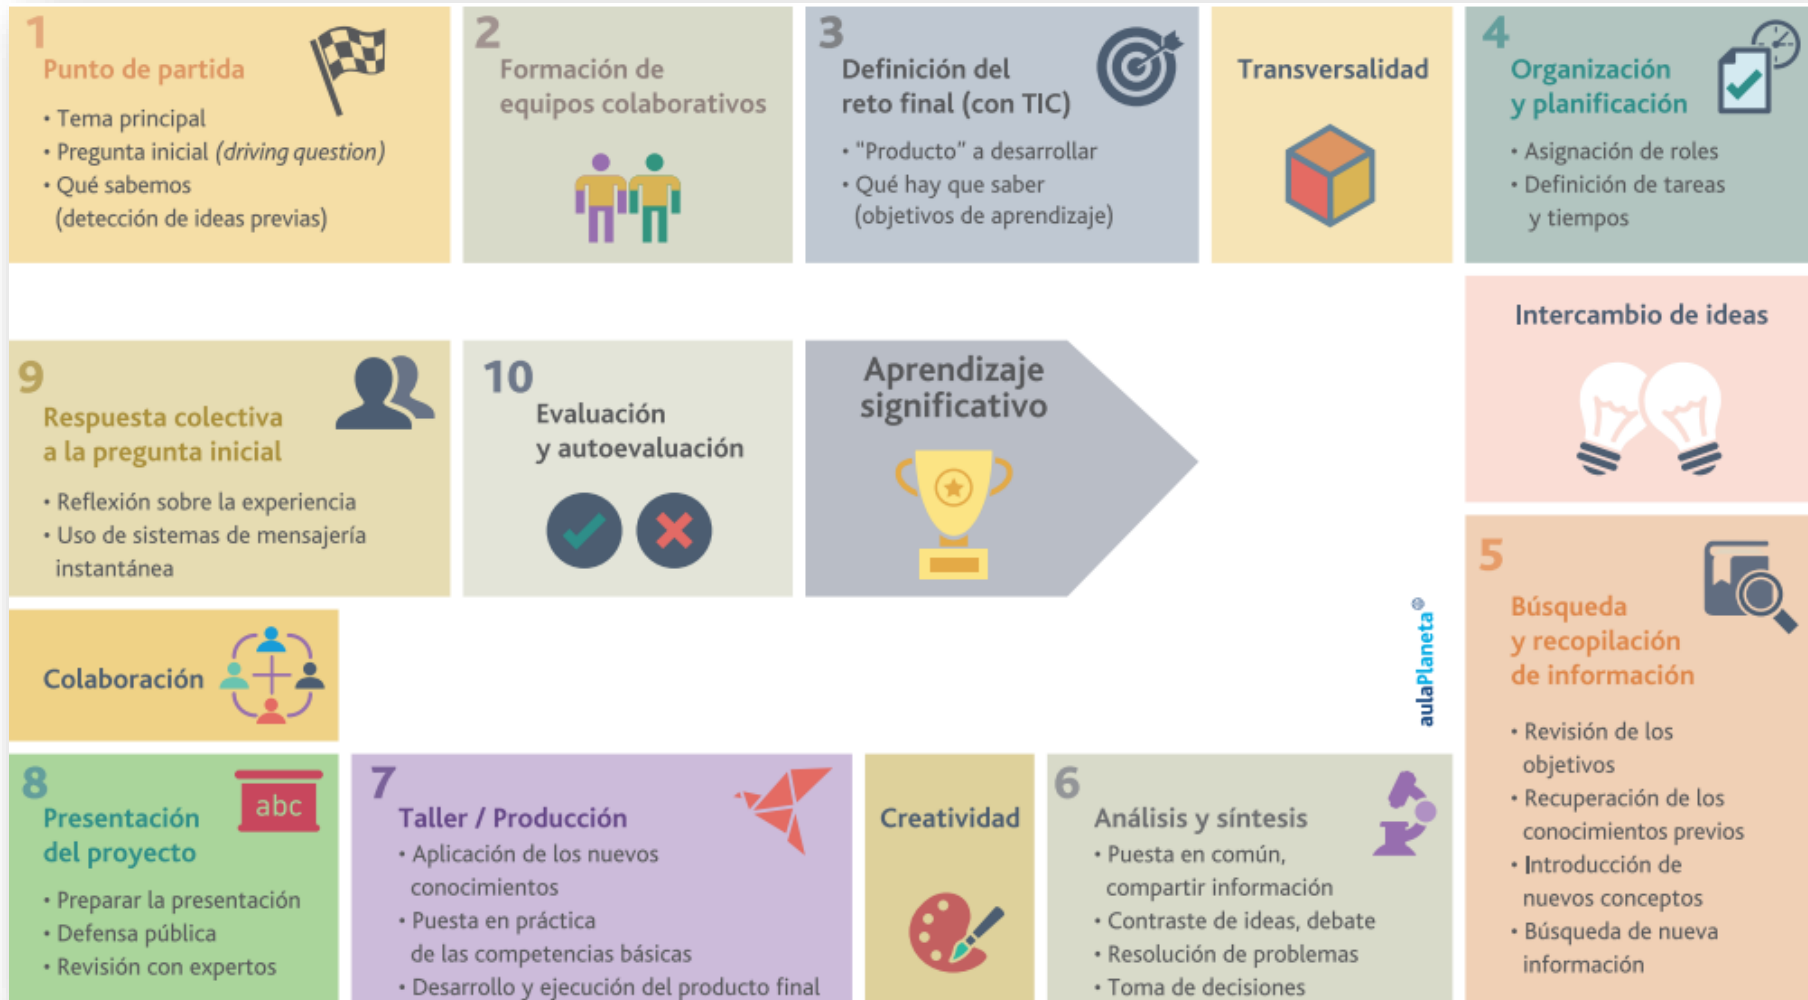 1
Punto de partida
• Tema principal
• Pregunta inicial (driving question)
• Qué sabemos
(detección de ideas previas)
2
Formación de
equipos colaborativos
3
Definición del
reto final (con TIC)
• "Producto" a desarrollar
• Qué hay que saber
(objetivos de aprendizaje)
Transversalidad
4
Organización
y planificación
• Asignación de roles
• Definición de tareas
y tiempos
Intercambio de ideas
5
Búsqueda
y recopilación
de información
• Revisión de los
objetivos
• Recuperación de los
conocimientos previos
• Introducción de
nuevos conceptos
• Búsqueda de nueva
información
6
Análisis y síntesis
• Puesta en común,
compartir información
• Contraste de ideas, debate
• Resolución de problemas
• Toma de decisiones
Creatividad
7
Taller / Producción
• Aplicación de los nuevos
conocimientos
• Puesta en práctica
de las competencias básicas
• Desarrollo y ejecución del producto final
8
Presentación
del proyecto
abc
• Preparar la presentación
• Defensa pública
• Revisión con expertos
Colaboración
9
Respuesta colectiva
a la pregunta inicial
• Reflexión sobre la experiencia
• Uso de sistemas de mensajería
instantánea
10
Evaluación
y autoevaluación
Aprendizaje
significativo
aulaPlaneta